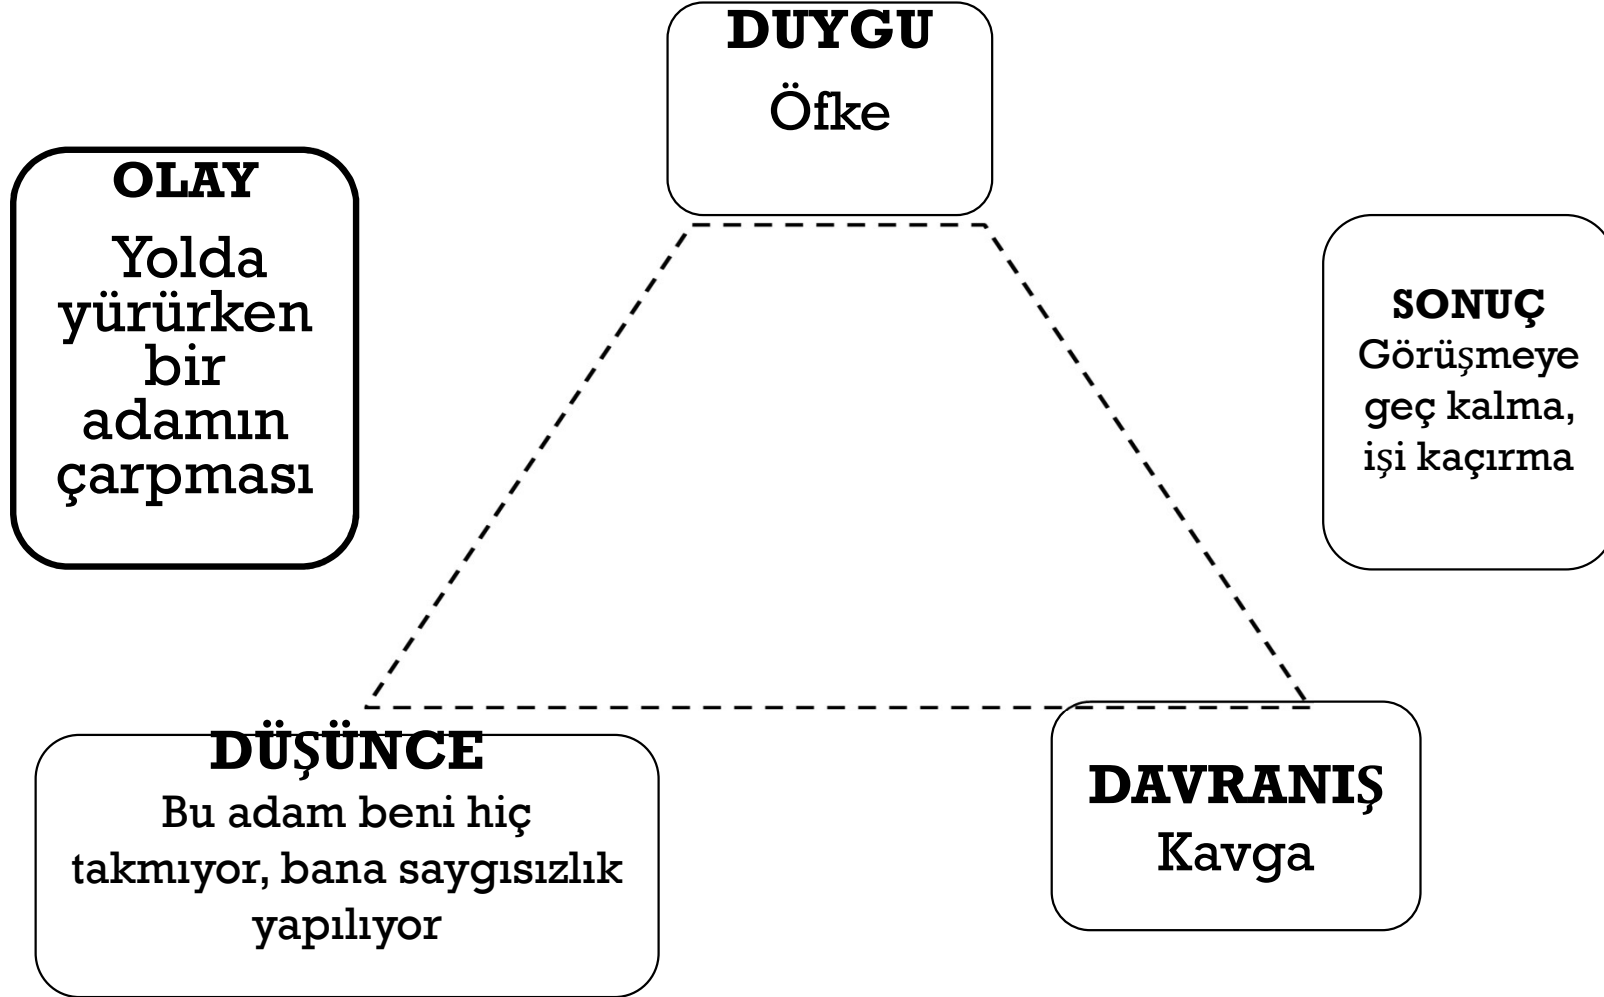 DUYGU
Öfke
OLAY
Yolda
yürürken
bir
adamın
çarpması
SONUÇ
Görüşmeye
geç kalma,
işi kaçırma
DÜŞÜNCE
Bu adam beni hiç
takmıyor, bana saygısızlık
yapılıyor
DAVRANIŞ
Kavga